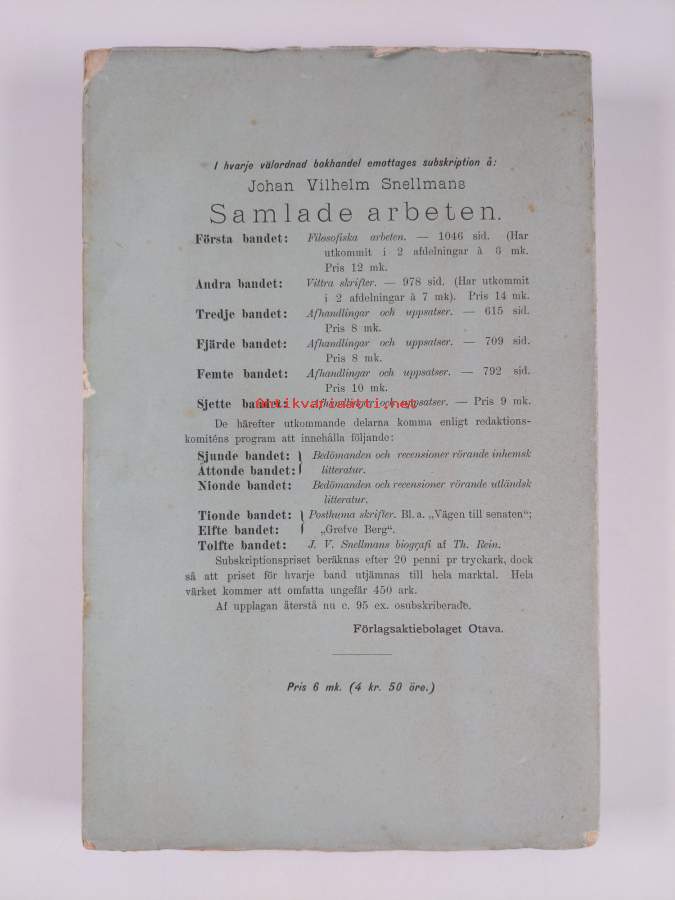 I hvarje välordnad bokhandel emottages subskription å:
Johan Vilhelm Snellmans
Samlade arbeten.
Första bandet: Filosofiska arbeten. — 1046 sid. (Har
utkommit i 2 afdelningar à 6 mk.
Pris 12 mk.
Andra bandet: Vittra skrifter. — 978 sid. (Har utkommit
i 2 afdelningar à 7 mk). Pris 14 mk.
Tredje bandet: Afhandlingar och uppsatser. — 615 sid.
Pris 8 mk.
Fjärde bandet: Afhandlingar och uppsatser. — 709 sid.
Pris 8 mk.
Femte bandet: Afhandlingar och uppsatser. — 792 sid.
Pris 10 mk.
Sjette bandet: Afhandlingar och uppsatser. — Pris 9 mk.
Antikvariaatti.net
De härefter utkommande delarna komma enligt redaktions-
komiténs program att innehålla följande:
Sjunde bandet: } Bedömanden och recensioner rörande inhemsk
Åttonde bandet: litteratur.
Nionde bandet: Bedömanden och recensioner rörande utländsk
litteratur.
Tionde bandet: } Posthuma skrifter. Bl. a. „Vägen till senaten";
Elfte bandet: „Grefve Berg".
Tolfte bandet: J. V. Snellmans biografi af Th. Rein.
Subskriptionspriset beräknas efter 20 penni pr tryckark, dock
så att priset för hvarje band utjämnas till hela marktal. Hela
värket kommer att omfatta ungefär 450 ark.
Af upplagan återstå nu c. 95 ex. osubskriberade.
Förlagsaktiebolaget Otava.
Pris 6 mk. (4 kr. 50 öre.)